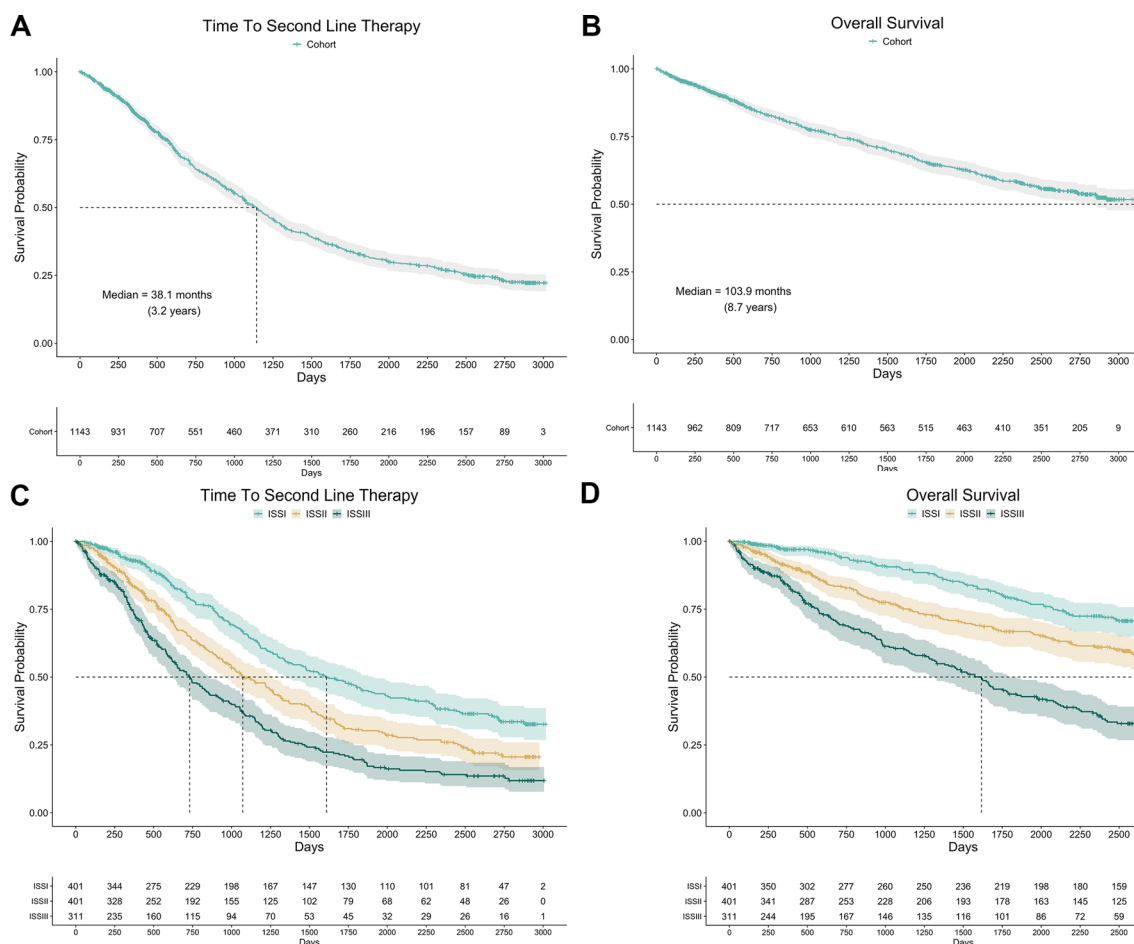 A
Time To Second Line Therapy
Cohort
Survival Probability
1.00
0.75
0.50
0.25
0.00
Median = 38.1 months
(3.2 years)
0 250 500 750 1000 1250 1500 1750 2000 2250 2500 2750 3000
Days
Cohort 1143 931 707 551 460 371 310 260 216 196 157 89 3
0 250 500 750 1000 1250 1500 1750 2000 2250 2500 2750 3000
Days
B
Overall Survival
Cohort
Survival Probability
1.00
0.75
0.50
0.25
0.00
Median = 103.9 months
(8.7 years)
0 250 500 750 1000 1250 1500 1750 2000 2250 2500 2750 3000
Days
Cohort 1143 962 809 717 653 610 563 515 463 410 351 205 9
0 250 500 750 1000 1250 1500 1750 2000 2250 2500 2750 3000
Days
C
Time To Second Line Therapy
ISSI ISSII ISSIII
Survival Probability
1.00
0.75
0.50
0.25
0.00
0 250 500 750 1000 1250 1500 1750 2000 2250 2500 2750 3000
Days
ISSI 401 344 275 229 198 167 147 130 110 101 81 47 2
ISSII 401 328 252 192 155 125 102 79 68 62 48 26 0
ISSIII 311 235 160 115 94 70 53 45 32 29 26 16 1
0 250 500 750 1000 1250 1500 1750 2000 2250 2500 2750 3000
Days
D
Overall Survival
ISSI ISSII ISSIII
Survival Probability
1.00
0.75
0.50
0.25
0.00
0 250 500 750 1000 1250 1500 1750 2000 2250 2500
Days
ISSI 401 350 302 277 260 250 236 219 198 180 159
ISSII 401 341 287 253 228 206 193 178 163 145 125
ISSIII 311 244 195 167 146 135 116 101 86 72 59
0 250 500 750 1000 1250 1500 1750 2000 2250 2500
Days